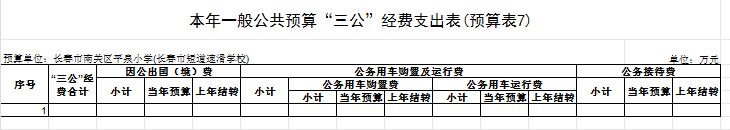 本年一般公共预算“三公”经费支出表(预算表7)
预算单位：长春市南关区平泉小学(长春市短道速滑学校) 单位：万元
序号 “三公”经费合计 因公出国（境）费 公务用车购置及运行费 公务接待费
小计 当年预算 上年结转 小计 公务用车购置费 公务用车运行费 小计 当年预算 上年结转
小计 当年预算 上年结转 小计 当年预算 上年结转
1